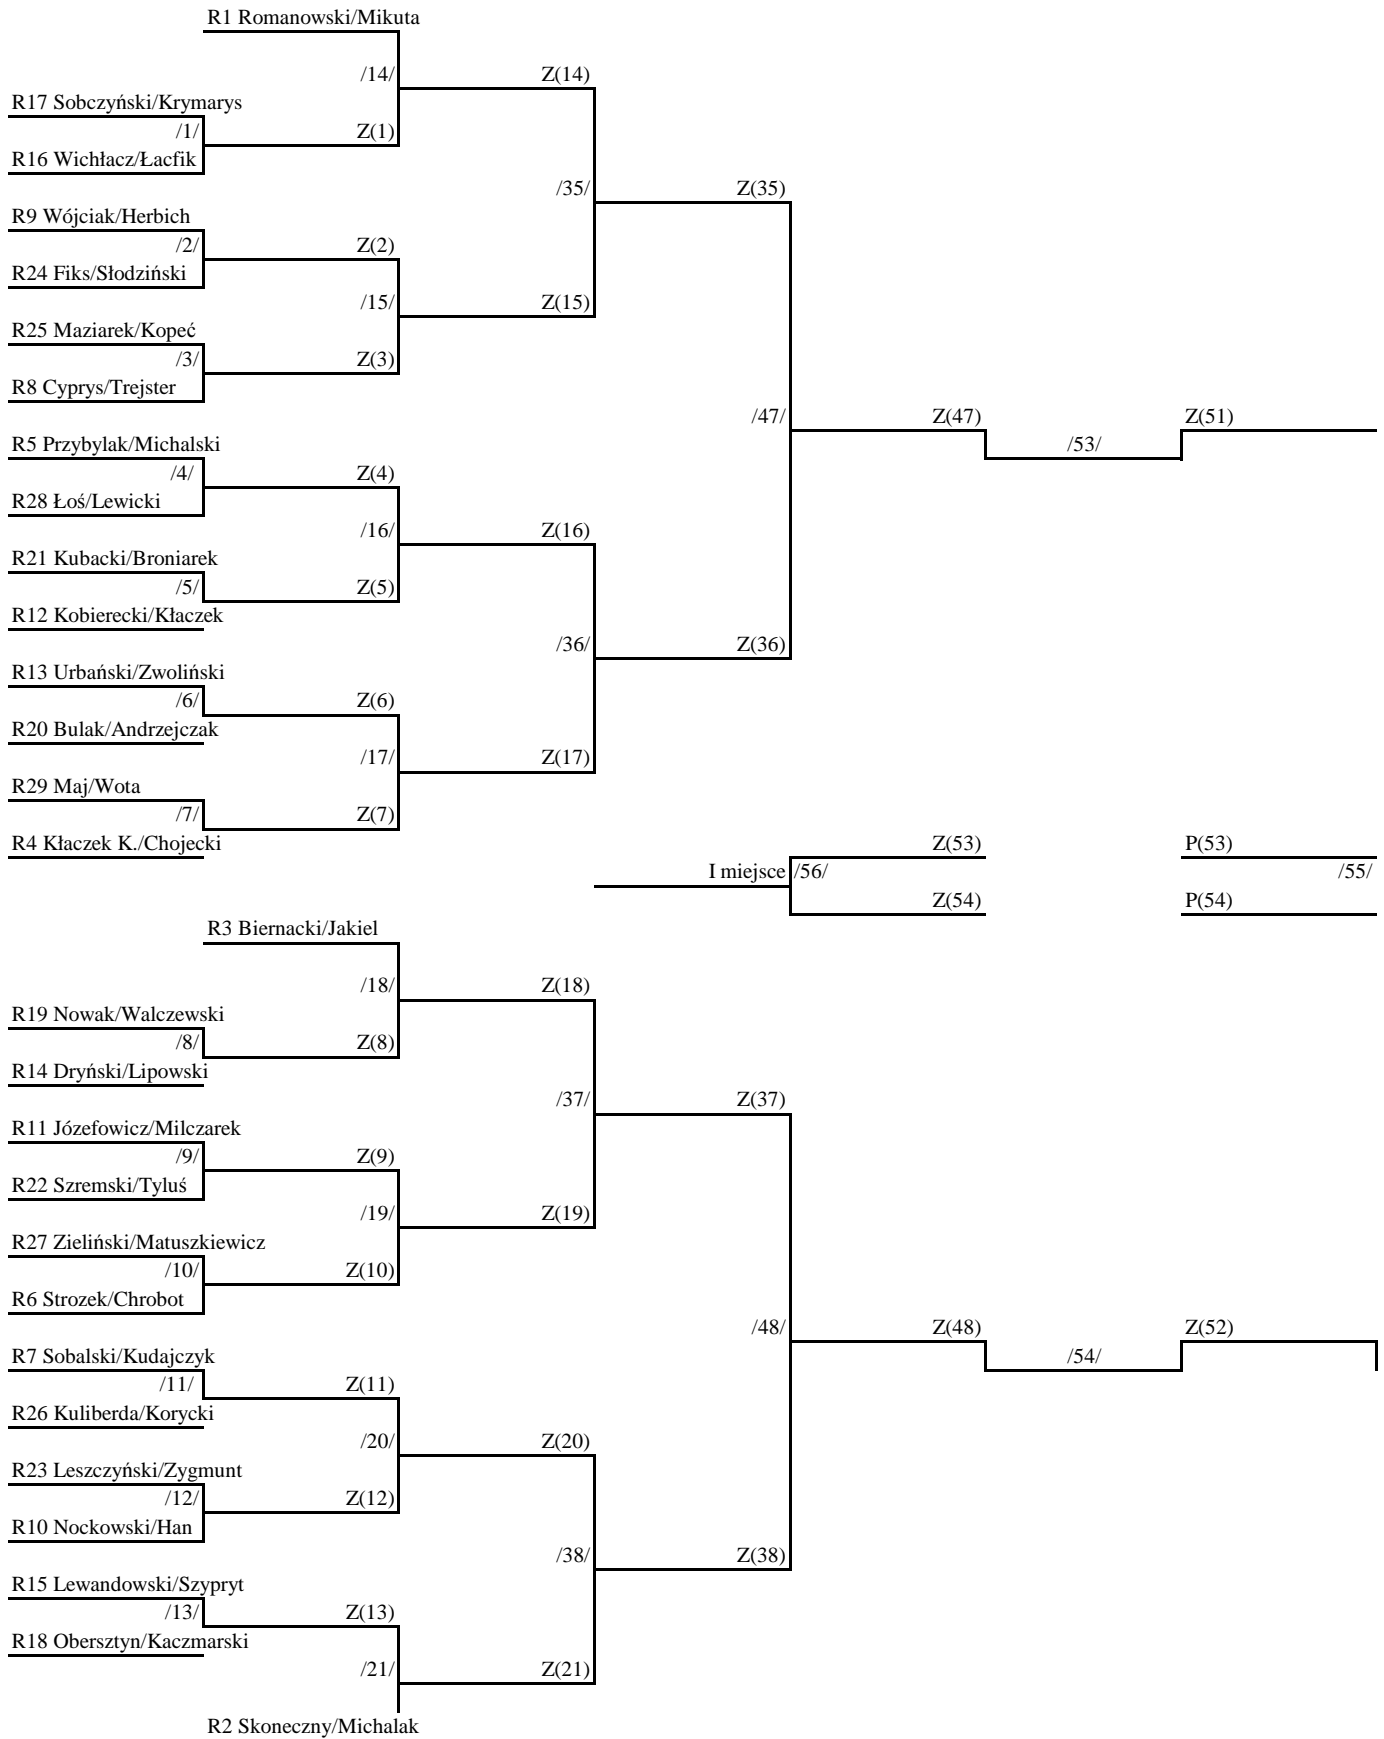 R1 Romanowski/Mikuta
/14/ Z(14)
R17 Sobczyński/Krymarys
/1/ Z(1)
R16 Wichłacz/Łacfik
/35/ Z(35)
R9 Wójciak/Herbich
/2/ Z(2)
R24 Fiks/Słodziński
/15/ Z(15)
R25 Maziarek/Kopeć
/3/ Z(3)
R8 Cyprys/Trejster
/47/ Z(47) Z(51)
R5 Przybylak/Michalski /53/
/4/ Z(4)
R28 Łoś/Lewicki
/16/ Z(16)
R21 Kubacki/Broniarek
/5/ Z(5)
R12 Kobierecki/Kłaczek
/36/ Z(36)
R13 Urbański/Zwoliński
/6/ Z(6)
R20 Bulak/Andrzejczak
/17/ Z(17)
R29 Maj/Wota
/7/ Z(7)
R4 Kłaczek K./Chojecki Z(53) P(53)
I miejsce /56/ /55/
Z(54) P(54)
R3 Biernacki/Jakiel
/18/ Z(18)
R19 Nowak/Walczewski
/8/ Z(8)
R14 Dryński/Lipowski
/37/ Z(37)
R11 Józefowicz/Milczarek
/9/ Z(9)
R22 Szremski/Tyluś
/19/ Z(19)
R27 Zieliński/Matuszkiewicz
/10/ Z(10)
R6 Strozek/Chrobot
/48/ Z(48) Z(52)
R7 Sobalski/Kudajczyk /54/
/11/ Z(11)
R26 Kuliberda/Korycki
/20/ Z(20)
R23 Leszczyński/Zygmunt
/12/ Z(12)
R10 Nockowski/Han
/38/ Z(38)
R15 Lewandowski/Szypryt
/13/ Z(13)
R18 Obersztyn/Kaczmarski
/21/ Z(21)
R2 Skoneczny/Michalak